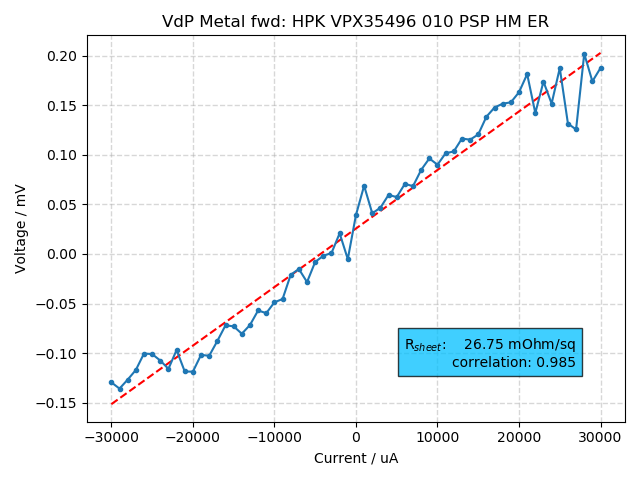 VdP Metal fwd: HPK VPX35496 010 PSP HM ER
0.20
0.15
0.10
0.05
0.00
−0.05
−0.10
−0.15
Voltage / mV
R_sheet: 26.75 mOhm/sq
correlation: 0.985
−30000 −20000 −10000 0 10000 20000 30000
Current / uA